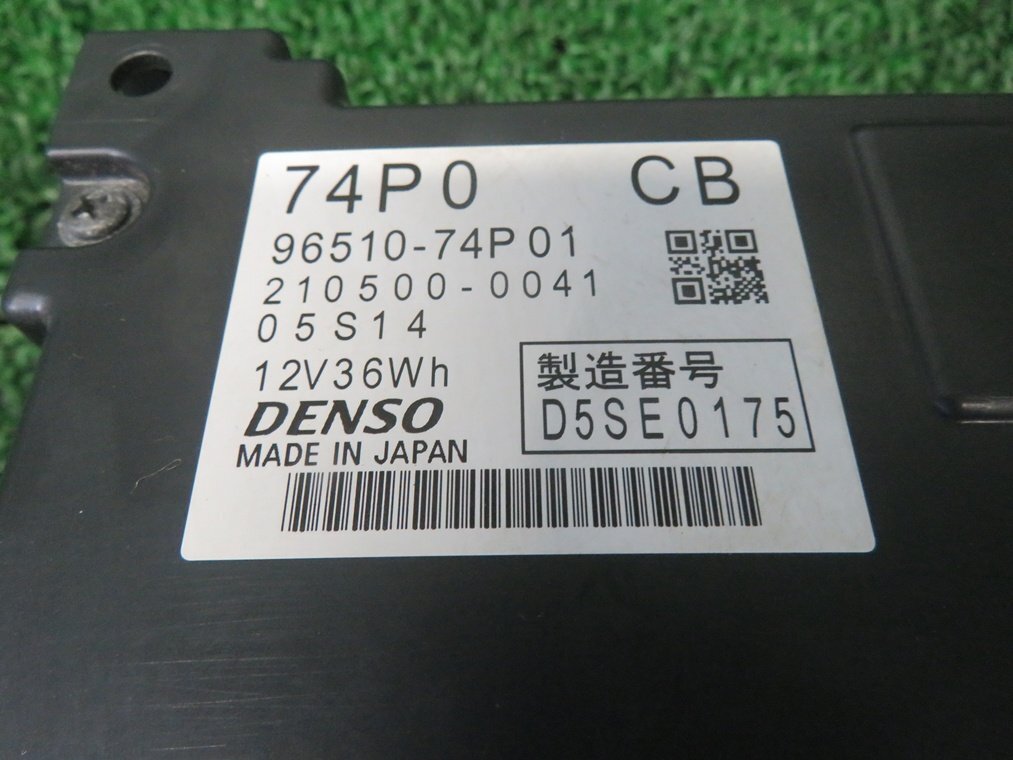 74P0 CB
96510-74P01
210500-0041
05S14
12V36Wh
DENSO
MADE IN JAPAN
製造番号
D5SE0175